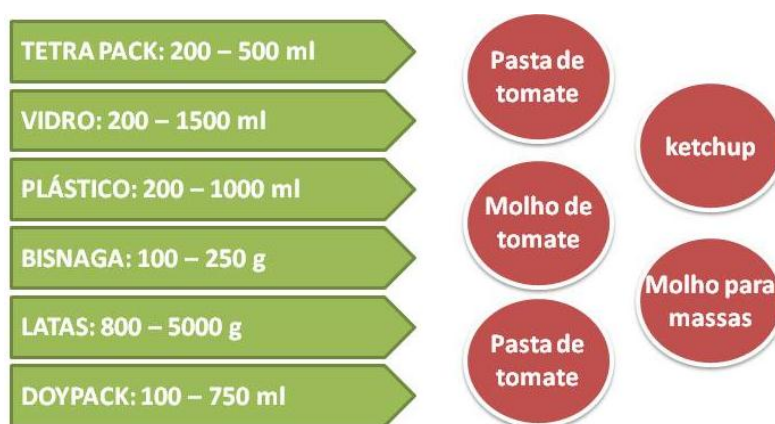 TETRA PACK: 200 – 500 ml
VIDRO: 200 – 1500 ml
PLÁSTICO: 200 – 1000 ml
BISNAGA: 100 – 250 g
LATAS: 800 – 5000 g
DOYPACK: 100 – 750 ml
Pasta de
tomate
ketchup
Molho de
tomate
Molho para
massas
Pasta de
tomate